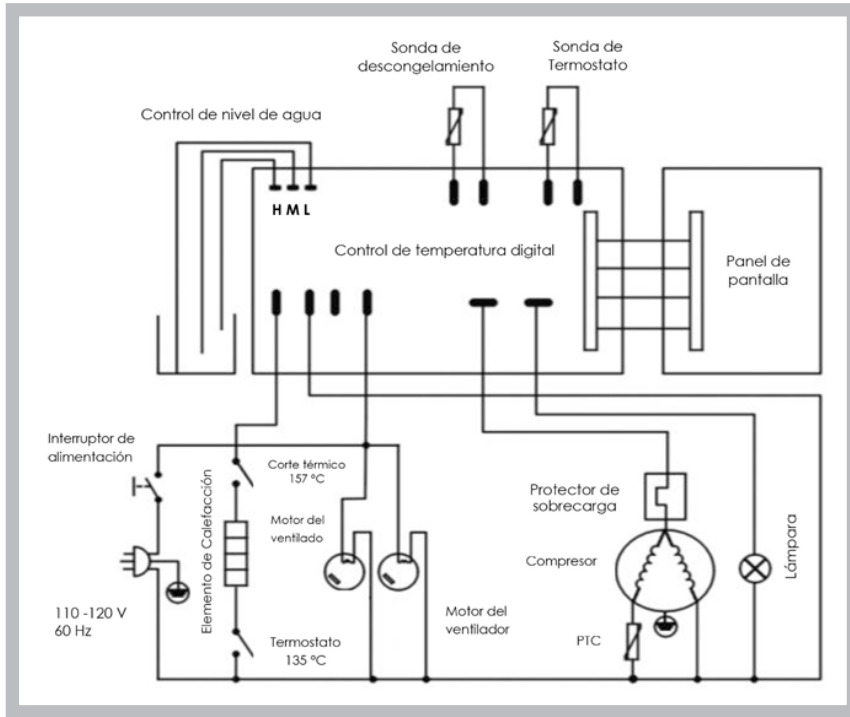 Sonda de
descongelamiento
Sonda de
Termostato
Control de nivel de agua
H M L
Control de temperatura digital
Panel de
pantalla
Interruptor de
alimentación
Corte térmico
157 °C
Elemento de Calefacción
Motor del
ventilado
Protector de
sobrecarga
Compresor
Lámpara
110 -120 V
60 Hz
Motor del
ventilador
Termostato
135 °C
PTC